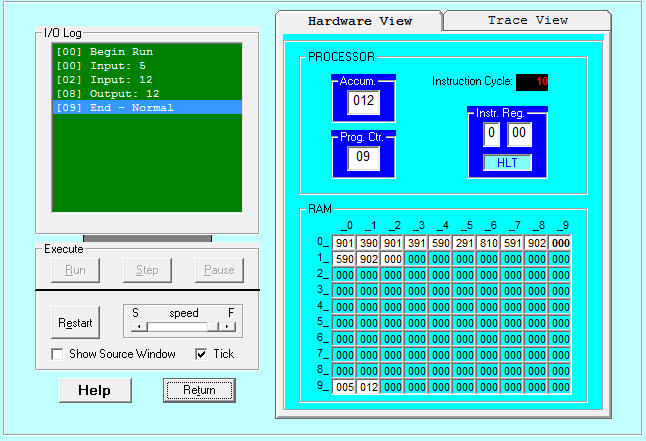 I/O Log
[00] Begin Run
[00] Input: 5
[02] Input: 12
[08] Output: 12
[09] End - Normal
Execute
Run Step Pause
Restart
S speed F
Show Source Window Tick
Help Return
Hardware View Trace View
PROCESSOR
Accum.
012
Instruction Cycle: 10
Prog. Ctr.
09
Instr. Reg.
0 00
HLT
RAM
_0 _1 _2 _3 _4 _5 _6 _7 _8 _9
0_ 901 390 901 391 590 291 810 591 902 000
1_ 590 902 000 000 000 000 000 000 000 000
2_ 000 000 000 000 000 000 000 000 000 000
3_ 000 000 000 000 000 000 000 000 000 000
4_ 000 000 000 000 000 000 000 000 000 000
5_ 000 000 000 000 000 000 000 000 000 000
6_ 000 000 000 000 000 000 000 000 000 000
7_ 000 000 000 000 000 000 000 000 000 000
8_ 000 000 000 000 000 000 000 000 000 000
9_ 005 012 000 000 000 000 000 000 000 000